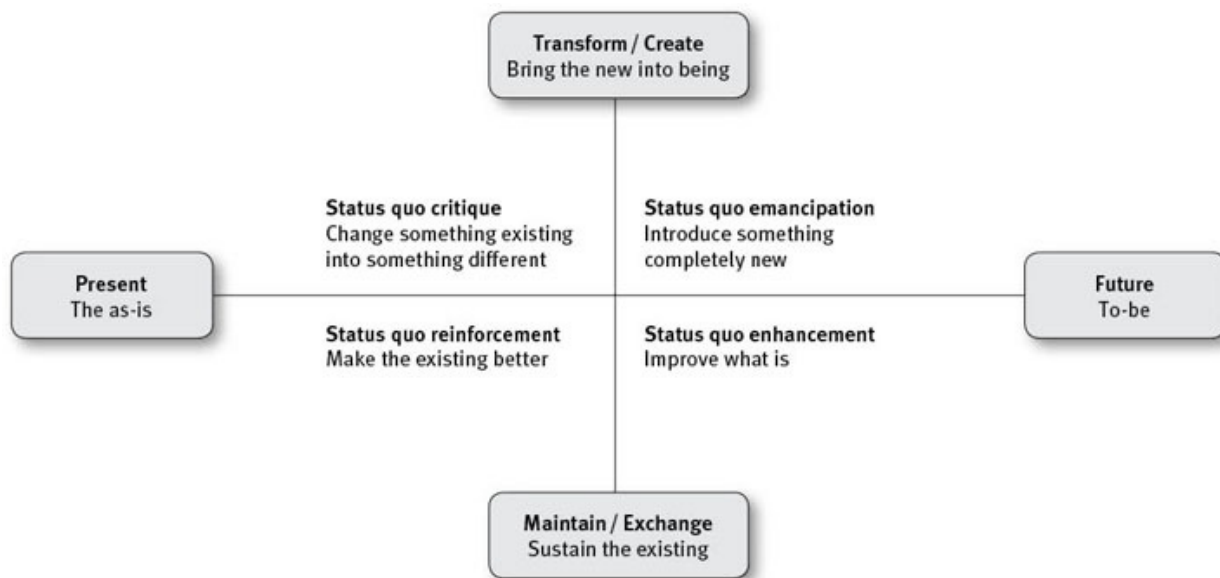 Transform / Create
Bring the new into being
Status quo critique
Change something existing
into something different
Status quo emancipation
Introduce something
completely new
Present
The as-is
Future
To-be
Status quo reinforcement
Make the existing better
Status quo enhancement
Improve what is
Maintain / Exchange
Sustain the existing